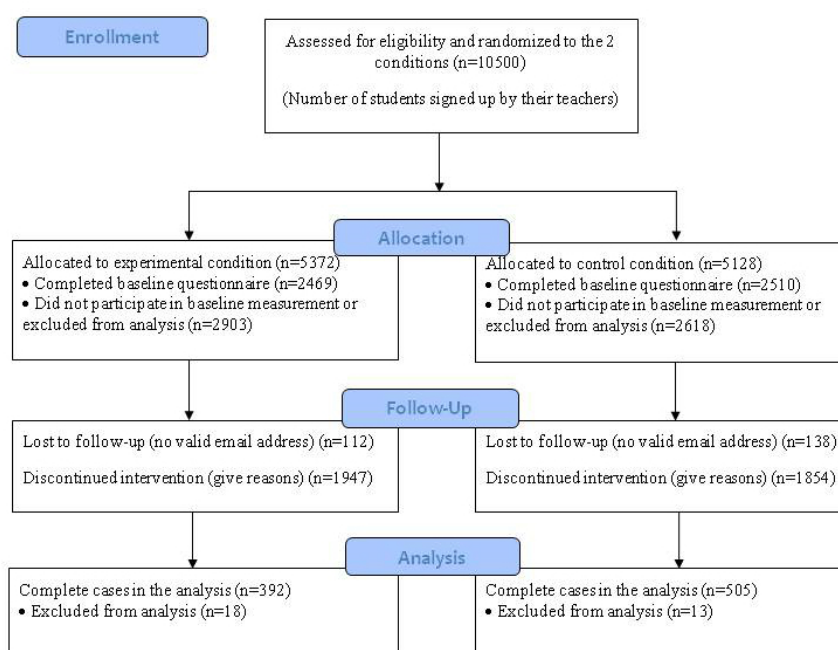 Enrollment
Assessed for eligibility and randomized to the 2
conditions (n=10500)
(Number of students signed up by their teachers)
Allocation
Allocated to experimental condition (n=5372)
• Completed baseline questionnaire (n=2469)
• Did not participate in baseline measurement or
excluded from analysis (n=2903)
Allocated to control condition (n=5128)
• Completed baseline questionnaire (n=2510)
• Did not participate in baseline measurement or
excluded from analysis (n=2618)
Follow-Up
Lost to follow-up (no valid email address) (n=112)
Discontinued intervention (give reasons) (n=1947)
Lost to follow-up (no valid email address) (n=138)
Discontinued intervention (give reasons) (n=1854)
Analysis
Complete cases in the analysis (n=392)
• Excluded from analysis (n=18)
Complete cases in the analysis (n=505)
• Excluded from analysis (n=13)